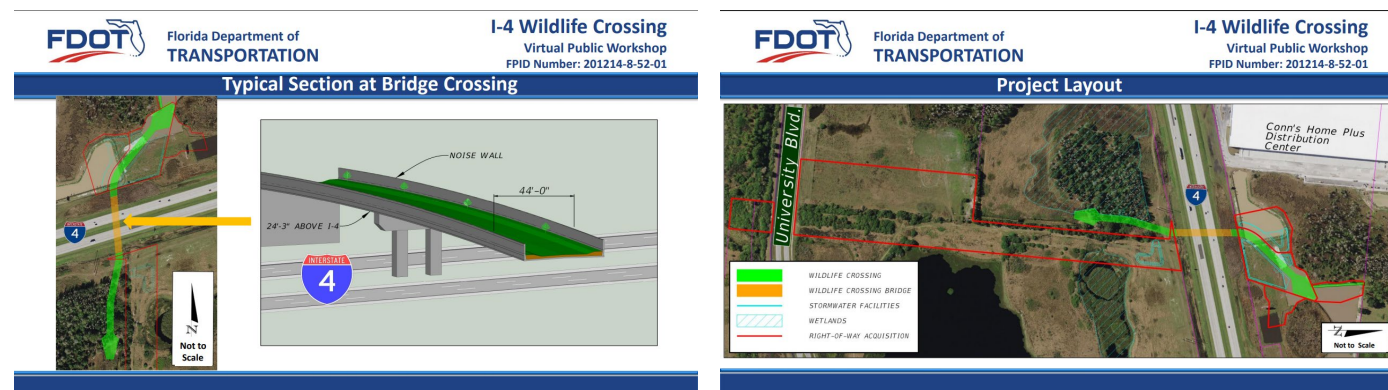 FDOT
Florida Department of
TRANSPORTATION
I-4 Wildlife Crossing
Virtual Public Workshop
FPID Number: 201214-8-52-01
Typical Section at Bridge Crossing
4
N
Not to
Scale
NOISE WALL
44'-0"
24'-3" ABOVE I-4
INTERSTATE
4
FDOT
Florida Department of
TRANSPORTATION
I-4 Wildlife Crossing
Virtual Public Workshop
FPID Number: 201214-8-52-01
Project Layout
University Blvd.
4
Conn's Home Plus
Distribution
Center
WILDLIFE CROSSING
WILDLIFE CROSSING BRIDGE
STORMWATER FACILITIES
WETLANDS
RIGHT-OF-WAY ACQUISITION
N
Not to Scale